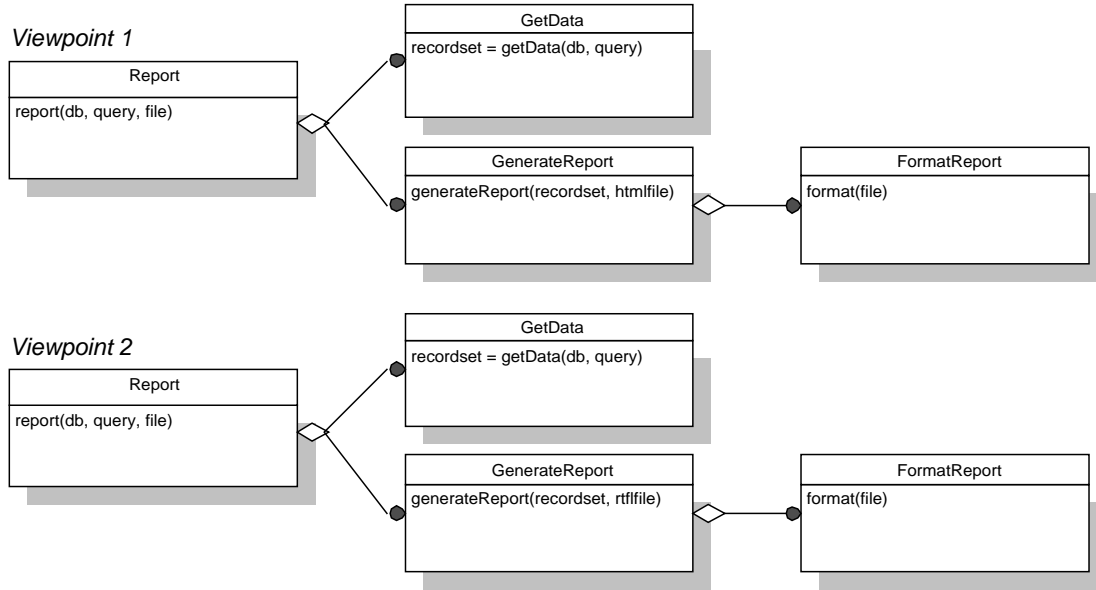 Viewpoint 1
Report
report(db, query, file)
GetData
recordset = getData(db, query)
GenerateReport
generateReport(recordset, htmlfile)
FormatReport
format(file)
Viewpoint 2
Report
report(db, query, file)
GetData
recordset = getData(db, query)
GenerateReport
generateReport(recordset, rtflfile)
FormatReport
format(file)